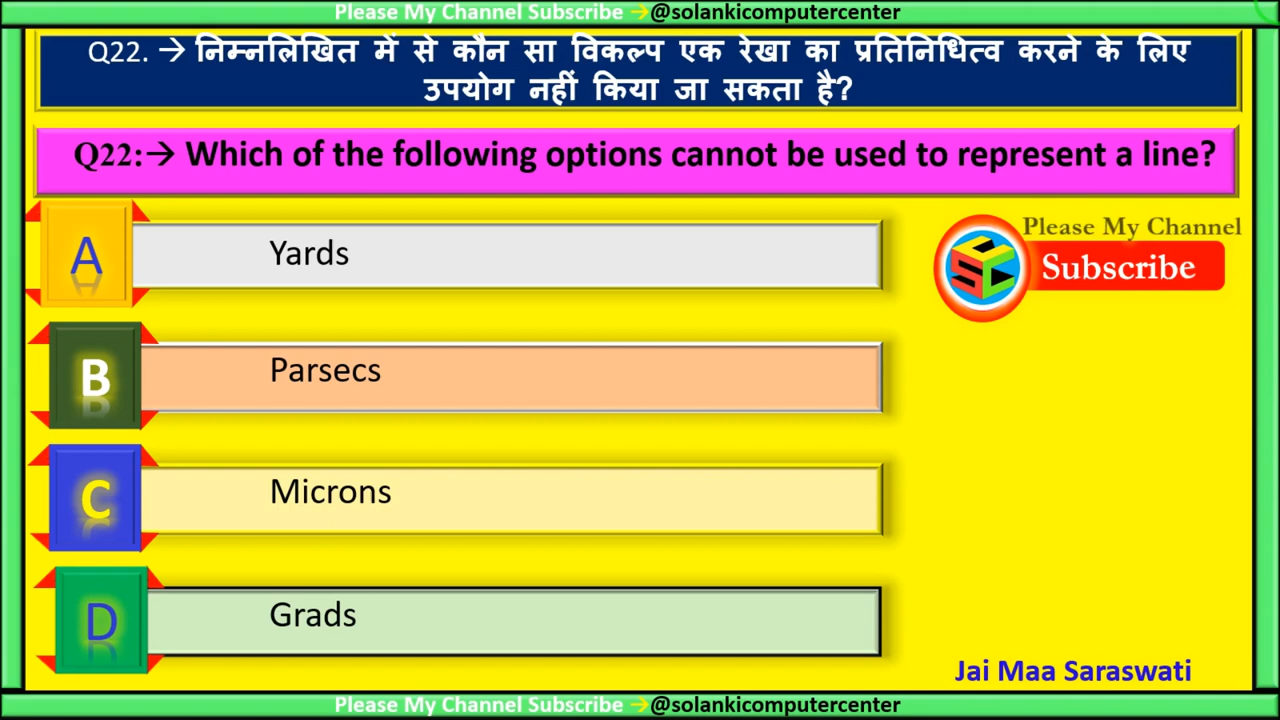 Please My Channel Subscribe →@solankicomputercenter
Q22. → निम्नलिखित में से कौन सा विकल्प एक रेखा का प्रतिनिधित्व करने के लिए
उपयोग नहीं किया जा सकता है?
Q22:→ Which of the following options cannot be used to represent a line?
A Yards
Please My Channel
SCC
Subscribe
B Parsecs
C Microns
D Grads
Jai Maa Saraswati
Please My Channel Subscribe →@solankicomputercenter